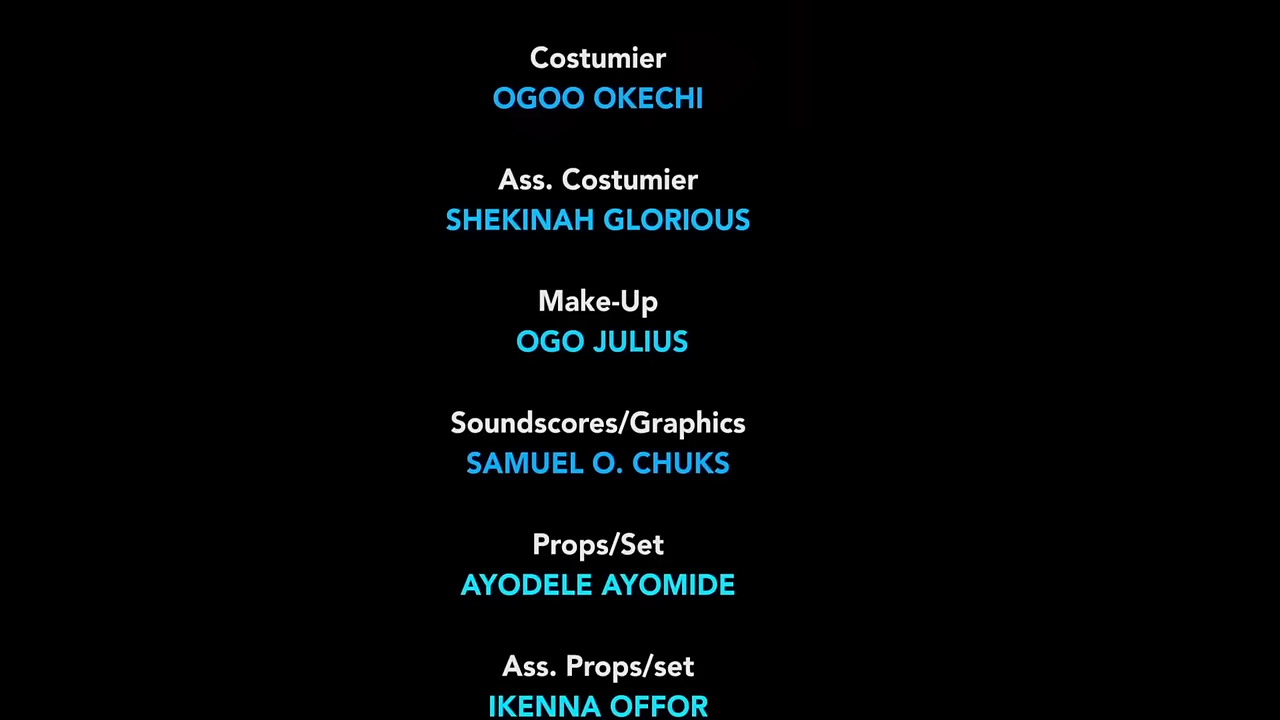 Costumier
OGOO OKECHI
Ass. Costumier
SHEKINAH GLORIOUS
Make-Up
OGO JULIUS
Soundscores/Graphics
SAMUEL O. CHUKS
Props/Set
AYODELE AYOMIDE
Ass. Props/set
IKENNA OFFOR